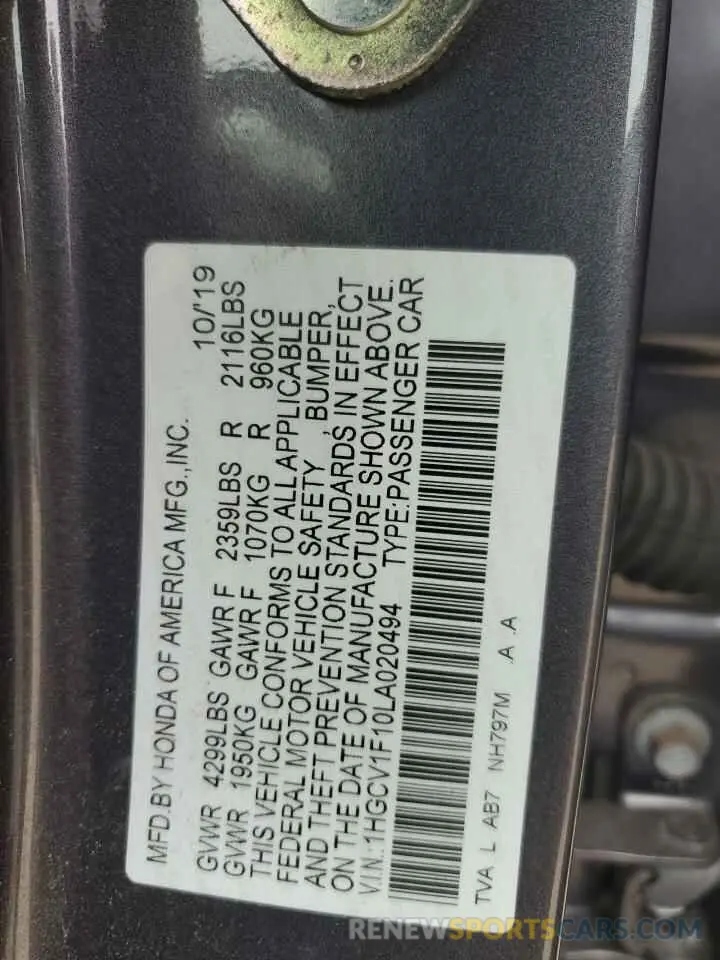 MFD.BY HONDA OF AMERICA MFG.,INC. 10/'19
GVWR 4299LBS GAWR F 2359LBS R 2116LBS
GVWR 1950KG GAWR F 1070KG R 960KG
THIS VEHICLE CONFORMS TO ALL APPLICABLE
FEDERAL MOTOR VEHICLE SAFETY ,BUMPER,
AND THEFT PREVENTION STANDARDS IN EFFECT
ON THE DATE OF MANUFACTURE SHOWN ABOVE.
V.I.N.:1HGCV1F10LA020494 TYPE:PASSENGER CAR
TVA L AB7 NH797M A .A
RENEWSPORTSCARS.COM